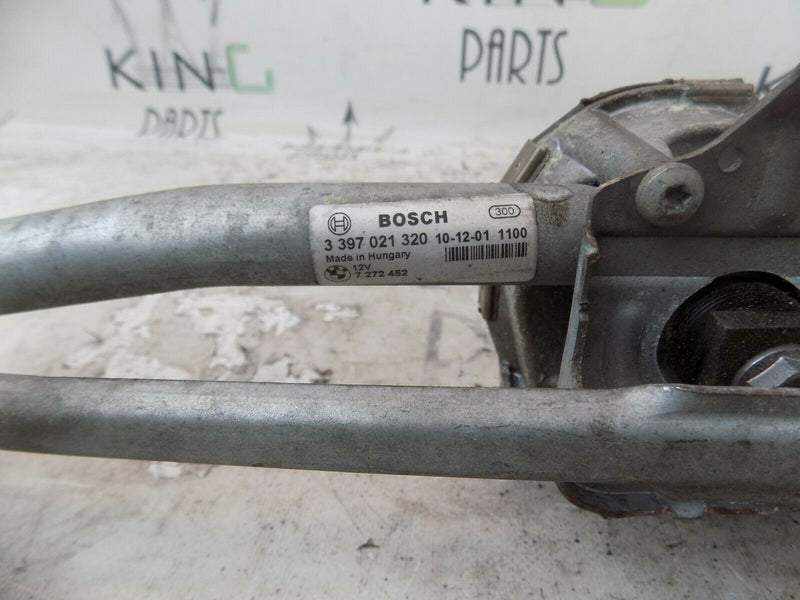 KING
PARTS
PARTS
BOSCH 300
3 397 021 320 10-12-01 1100
Made in Hungary
12V
7 272 452